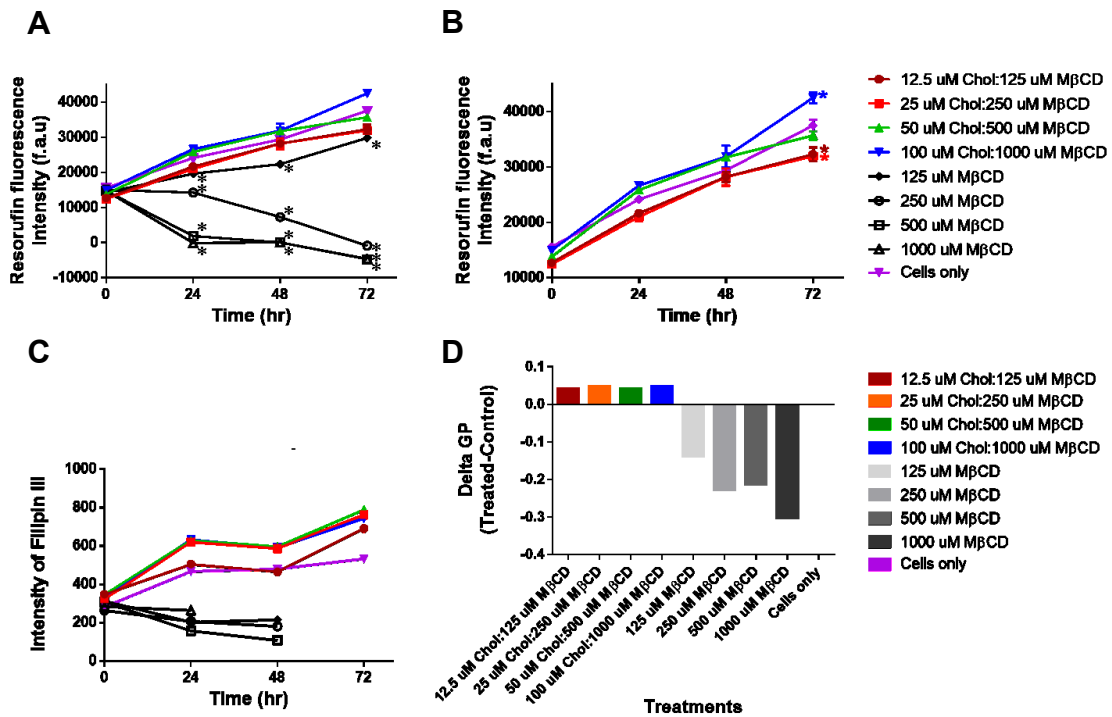 A
Resorufin fluorescence
Intensity (f.a.u)
40000
30000
20000
10000
0
-10000
0 24 48 72
Time (hr)
* * * * * * * * * * *
B
Resorufin fluorescence
Intensity (f.a.u)
40000
30000
20000
10000
0 24 48 72
Time (hr)
* * *
12.5 uM Chol:125 uM MβCD
25 uM Chol:250 uM MβCD
50 uM Chol:500 uM MβCD
100 uM Chol:1000 uM MβCD
125 uM MβCD
250 uM MβCD
500 uM MβCD
1000 uM MβCD
Cells only
C
Intensity of Filipin III
1000
800
600
400
200
0
0 24 48 72
Time (hr)
D
Delta GP
(Treated-Control)
0.1
0.0
-0.1
-0.2
-0.3
-0.4
12.5 uM Chol:125 uM MβCD
25 uM Chol:250 uM MβCD
50 uM Chol:500 uM MβCD
100 uM Chol:1000 uM MβCD
125 uM MβCD
250 uM MβCD
500 uM MβCD
1000 uM MβCD
Cells only
Treatments
12.5 uM Chol:125 uM MβCD
25 uM Chol:250 uM MβCD
50 uM Chol:500 uM MβCD
100 uM Chol:1000 uM MβCD
125 uM MβCD
250 uM MβCD
500 uM MβCD
1000 uM MβCD
Cells only